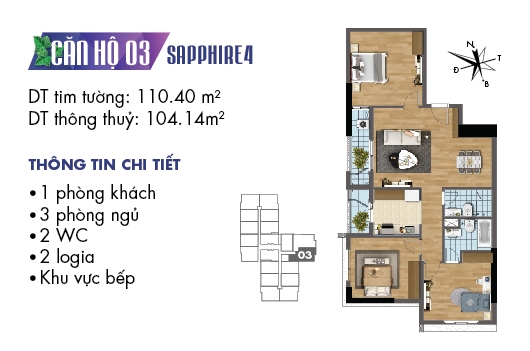 CĂN HỘ 03 SAPPHIRE4
DT tim tường: 110.40 m²
DT thông thuỷ: 104.14m²
THÔNG TIN CHI TIẾT
• 1 phòng khách
• 3 phòng ngủ
• 2 WC
• 2 logia
• Khu vực bếp
03
N
T
Đ
B